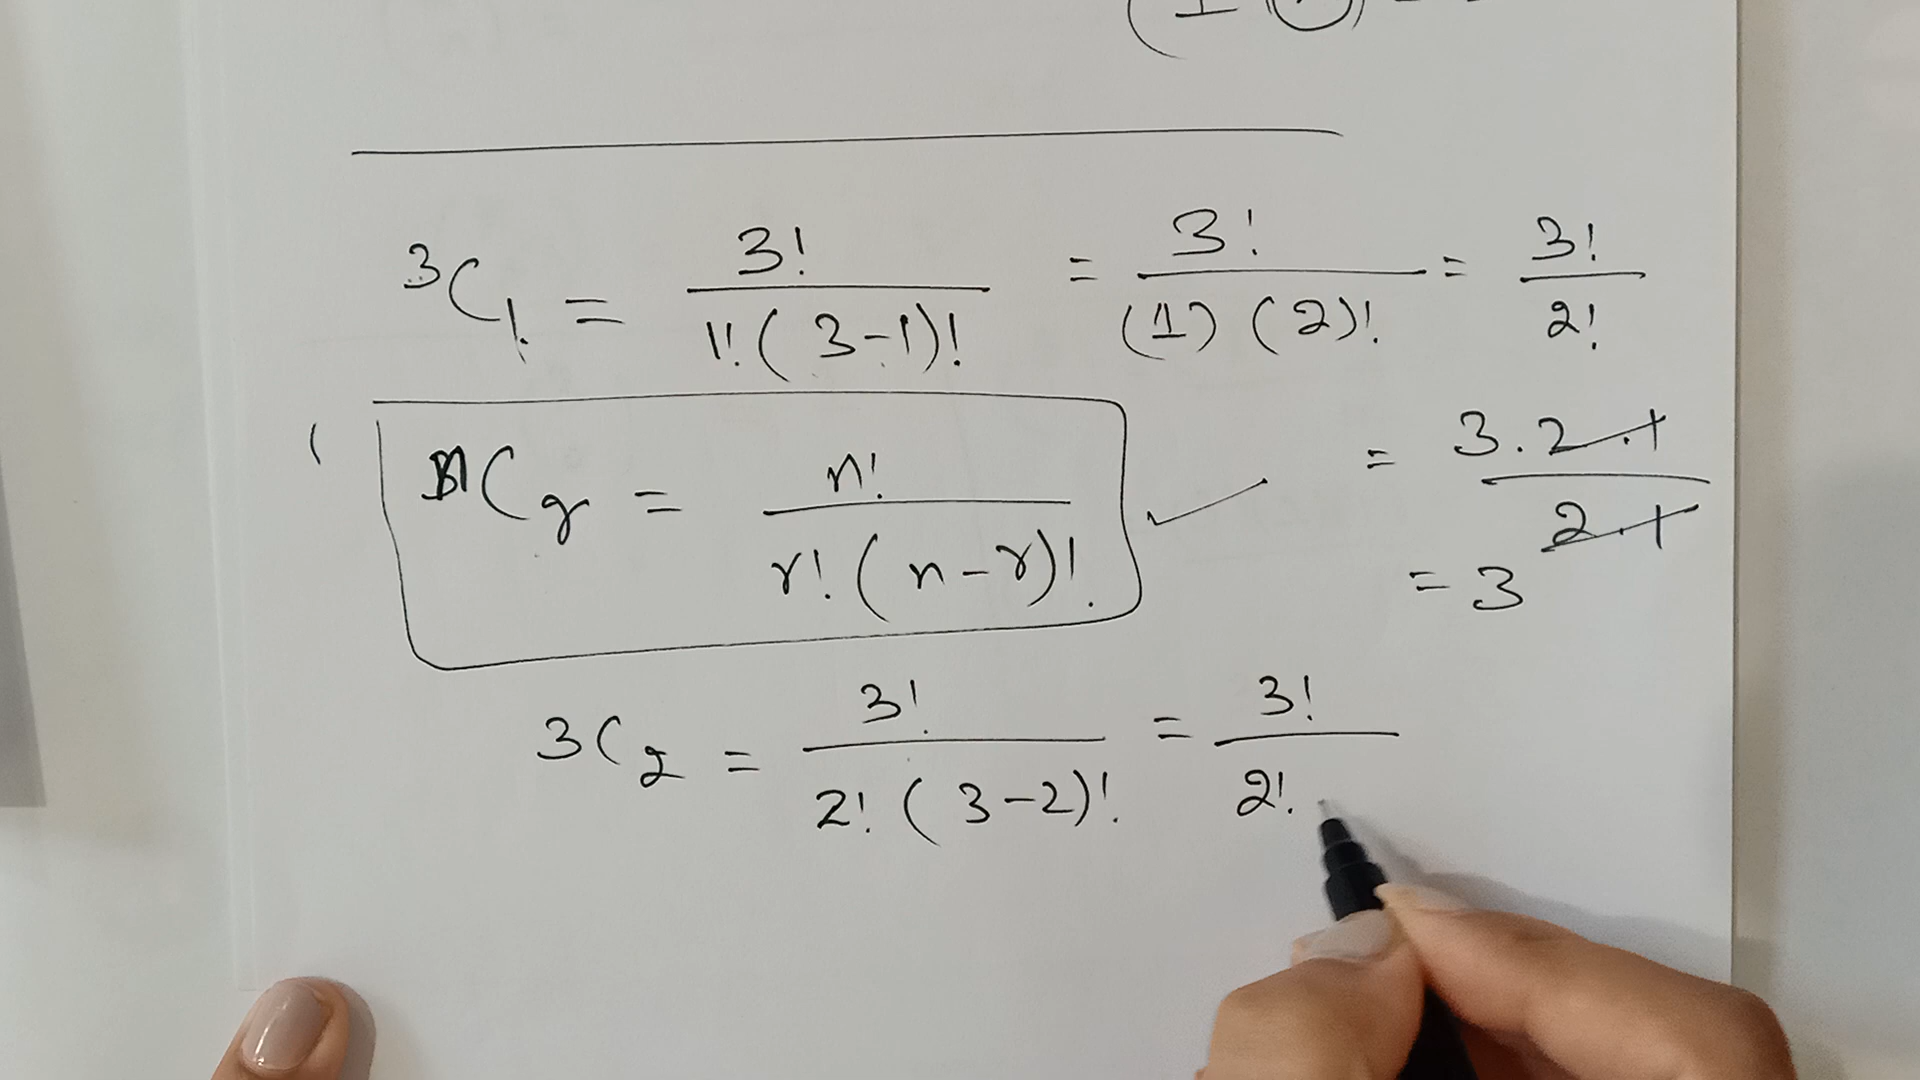 (1
³C₁ = 3! / 1!(3-1)! = 3! / (1)(2)! = 3! / 2!
= 3.2.1 / 2.1
= 3
ⁿCᵣ = n! / r!(n-r)!
3C₂ = 3! / 2!(3-2)! = 3! / 2!.